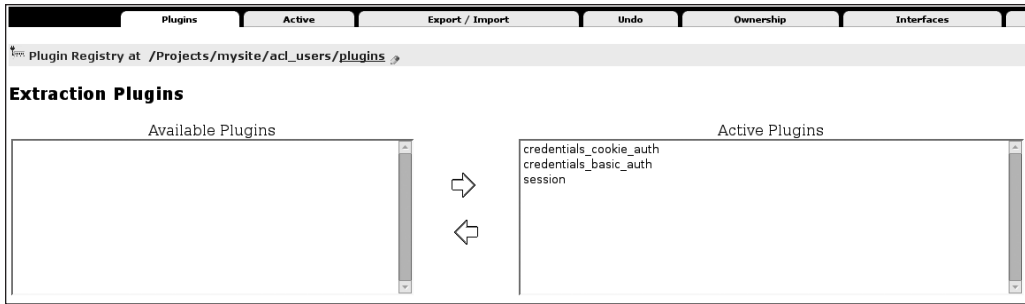 Plugins Active Export / Import Undo Ownership Interfaces
Plugin Registry at /Projects/mysite/acl_users/plugins
Extraction Plugins
Available Plugins Active Plugins
credentials_cookie_auth
credentials_basic_auth
session